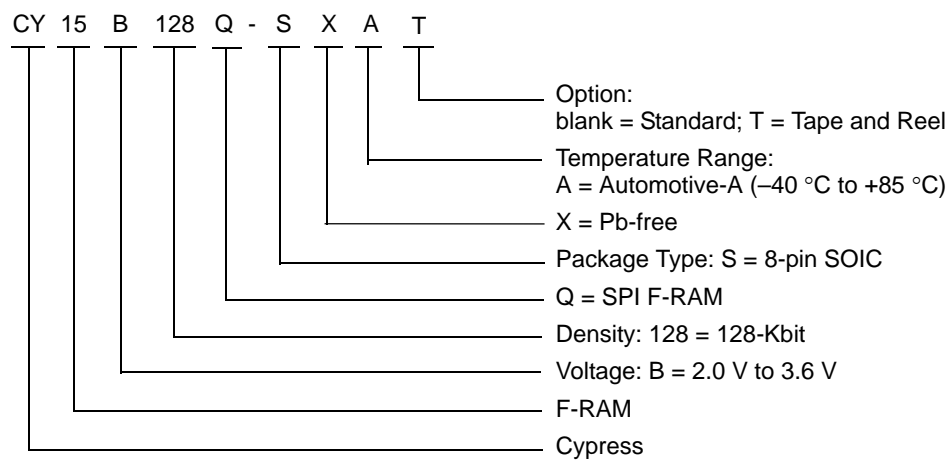 CY 15 B 128 Q - S X A T
Option:
blank = Standard; T = Tape and Reel
Temperature Range:
A = Automotive-A (–40 °C to +85 °C)
X = Pb-free
Package Type: S = 8-pin SOIC
Q = SPI F-RAM
Density: 128 = 128-Kbit
Voltage: B = 2.0 V to 3.6 V
F-RAM
Cypress